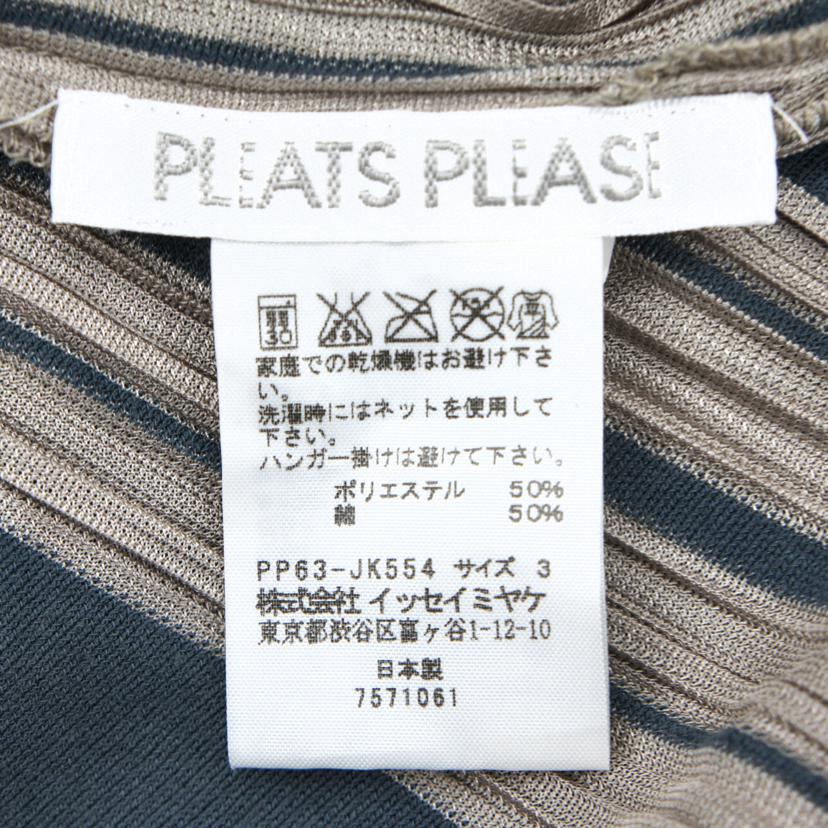 PLEATS PLEASE
家庭での乾燥機はお避け下さ
い。
洗濯時にはネットを使用して
下さい。
ハンガー掛けは避けて下さい。
ポリエステル 50%
綿 50%
PP63-JK554 サイズ 3
株式会社 イッセイミヤケ
東京都渋谷区富ヶ谷1-12-10
日本製
7571061